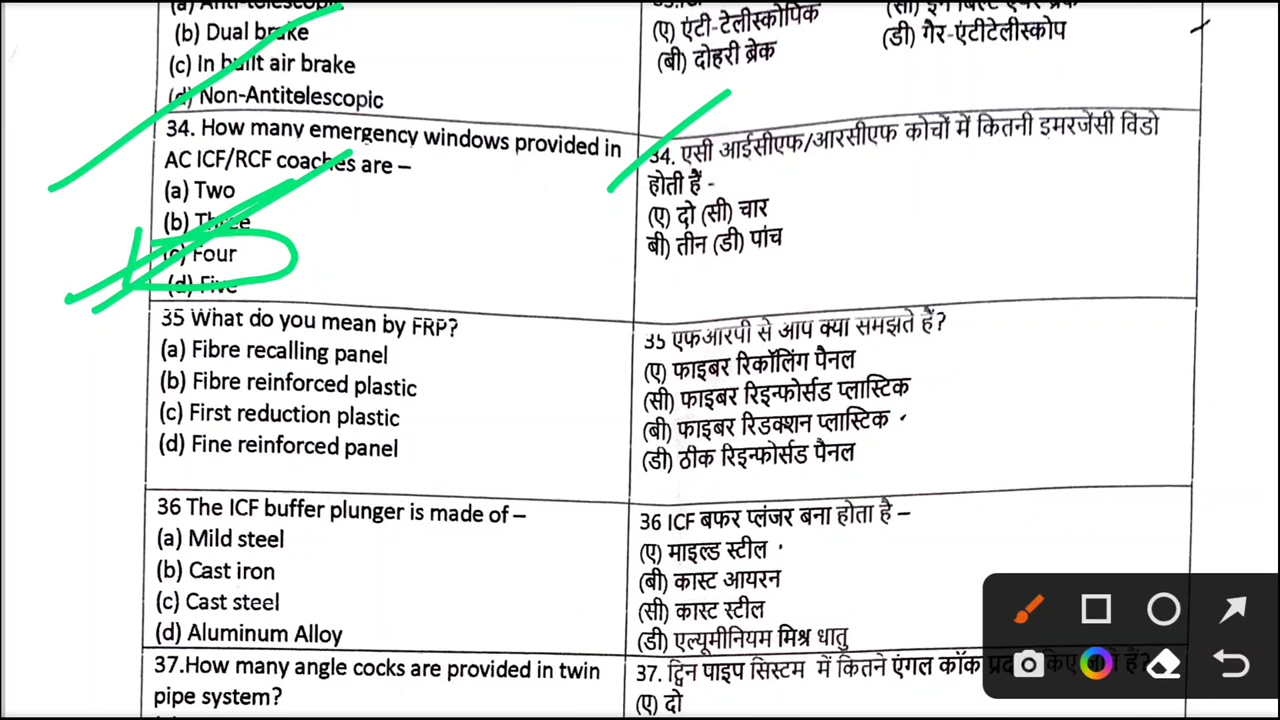 (a) Anti-telescopic
(b) Dual brake
(c) In built air brake
(d) Non-Antitelescopic
(ए) एंटी-टेलीस्कोपिक
(बी) दोहरी ब्रेक
(डी) गैर-एंटीटेलीस्कोप
34. How many emergency windows provided in
AC ICF/RCF coaches are –
(a) Two
(b) Three
(c) Four
(d) Five
34. एसी आईसीएफ/आरसीएफ कोचों में कितनी इमरजेंसी विंडो
होती हैं -
(ए) दो (सी) चार
बी) तीन (डी) पांच
35 What do you mean by FRP?
(a) Fibre recalling panel
(b) Fibre reinforced plastic
(c) First reduction plastic
(d) Fine reinforced panel
35 एफआरपी से आप क्या समझते हैं?
(ए) फाइबर रिकॉलिंग पैनल
(सी) फाइबर रिइन्फोर्सड प्लास्टिक
(बी) फाइबर रिडक्शन प्लास्टिक
(डी) ठीक रिइन्फोर्सड पैनल
36 The ICF buffer plunger is made of –
(a) Mild steel
(b) Cast iron
(c) Cast steel
(d) Aluminum Alloy
36 ICF बफर प्लंजर बना होता है –
(ए) माइल्ड स्टील
(बी) कास्ट आयरन
(सी) कास्ट स्टील
(डी) एल्यूमीनियम मिश्र धातु
37.How many angle cocks are provided in twin
pipe system?
37. ट्विन पाइप सिस्टम में कितने एंगल कॉक
(ए) दो